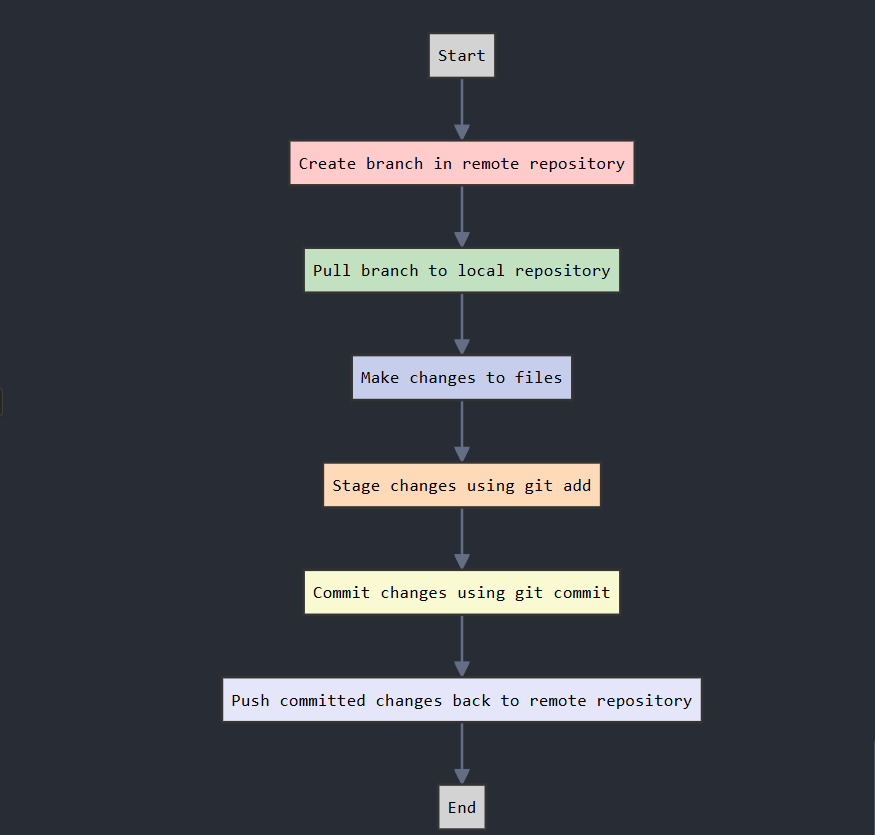 Start
Create branch in remote repository
Pull branch to local repository
Make changes to files
Stage changes using git add
Commit changes using git commit
Push committed changes back to remote repository
End